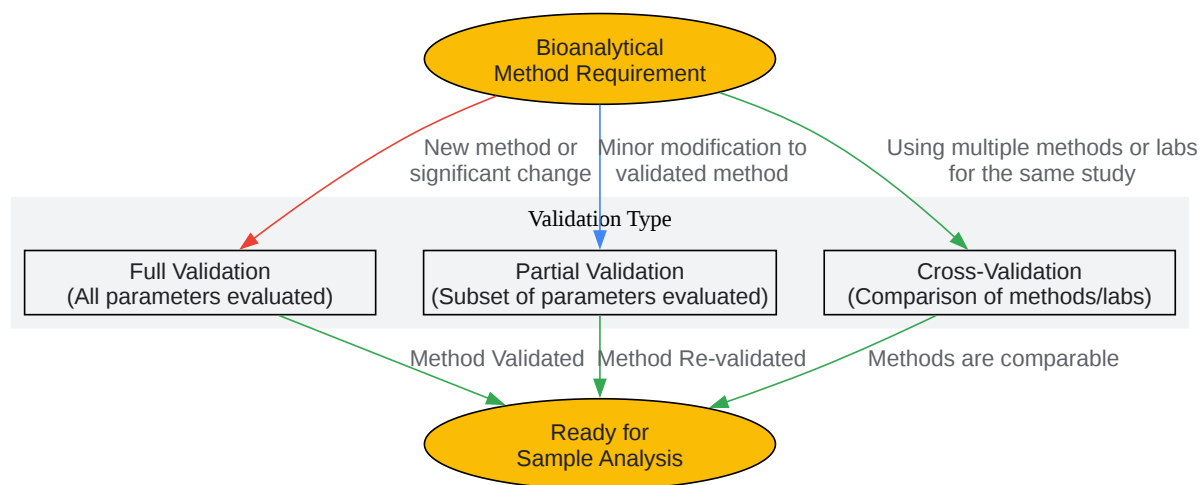 Bioanalytical
Method Requirement
New method or
significant change
Minor modification to
validated method
Using multiple methods or labs
for the same study
Validation Type
Full Validation
(All parameters evaluated)
Partial Validation
(Subset of parameters evaluated)
Cross-Validation
(Comparison of methods/labs)
Method Validated
Method Re-validated
Methods are comparable
Ready for
Sample Analysis